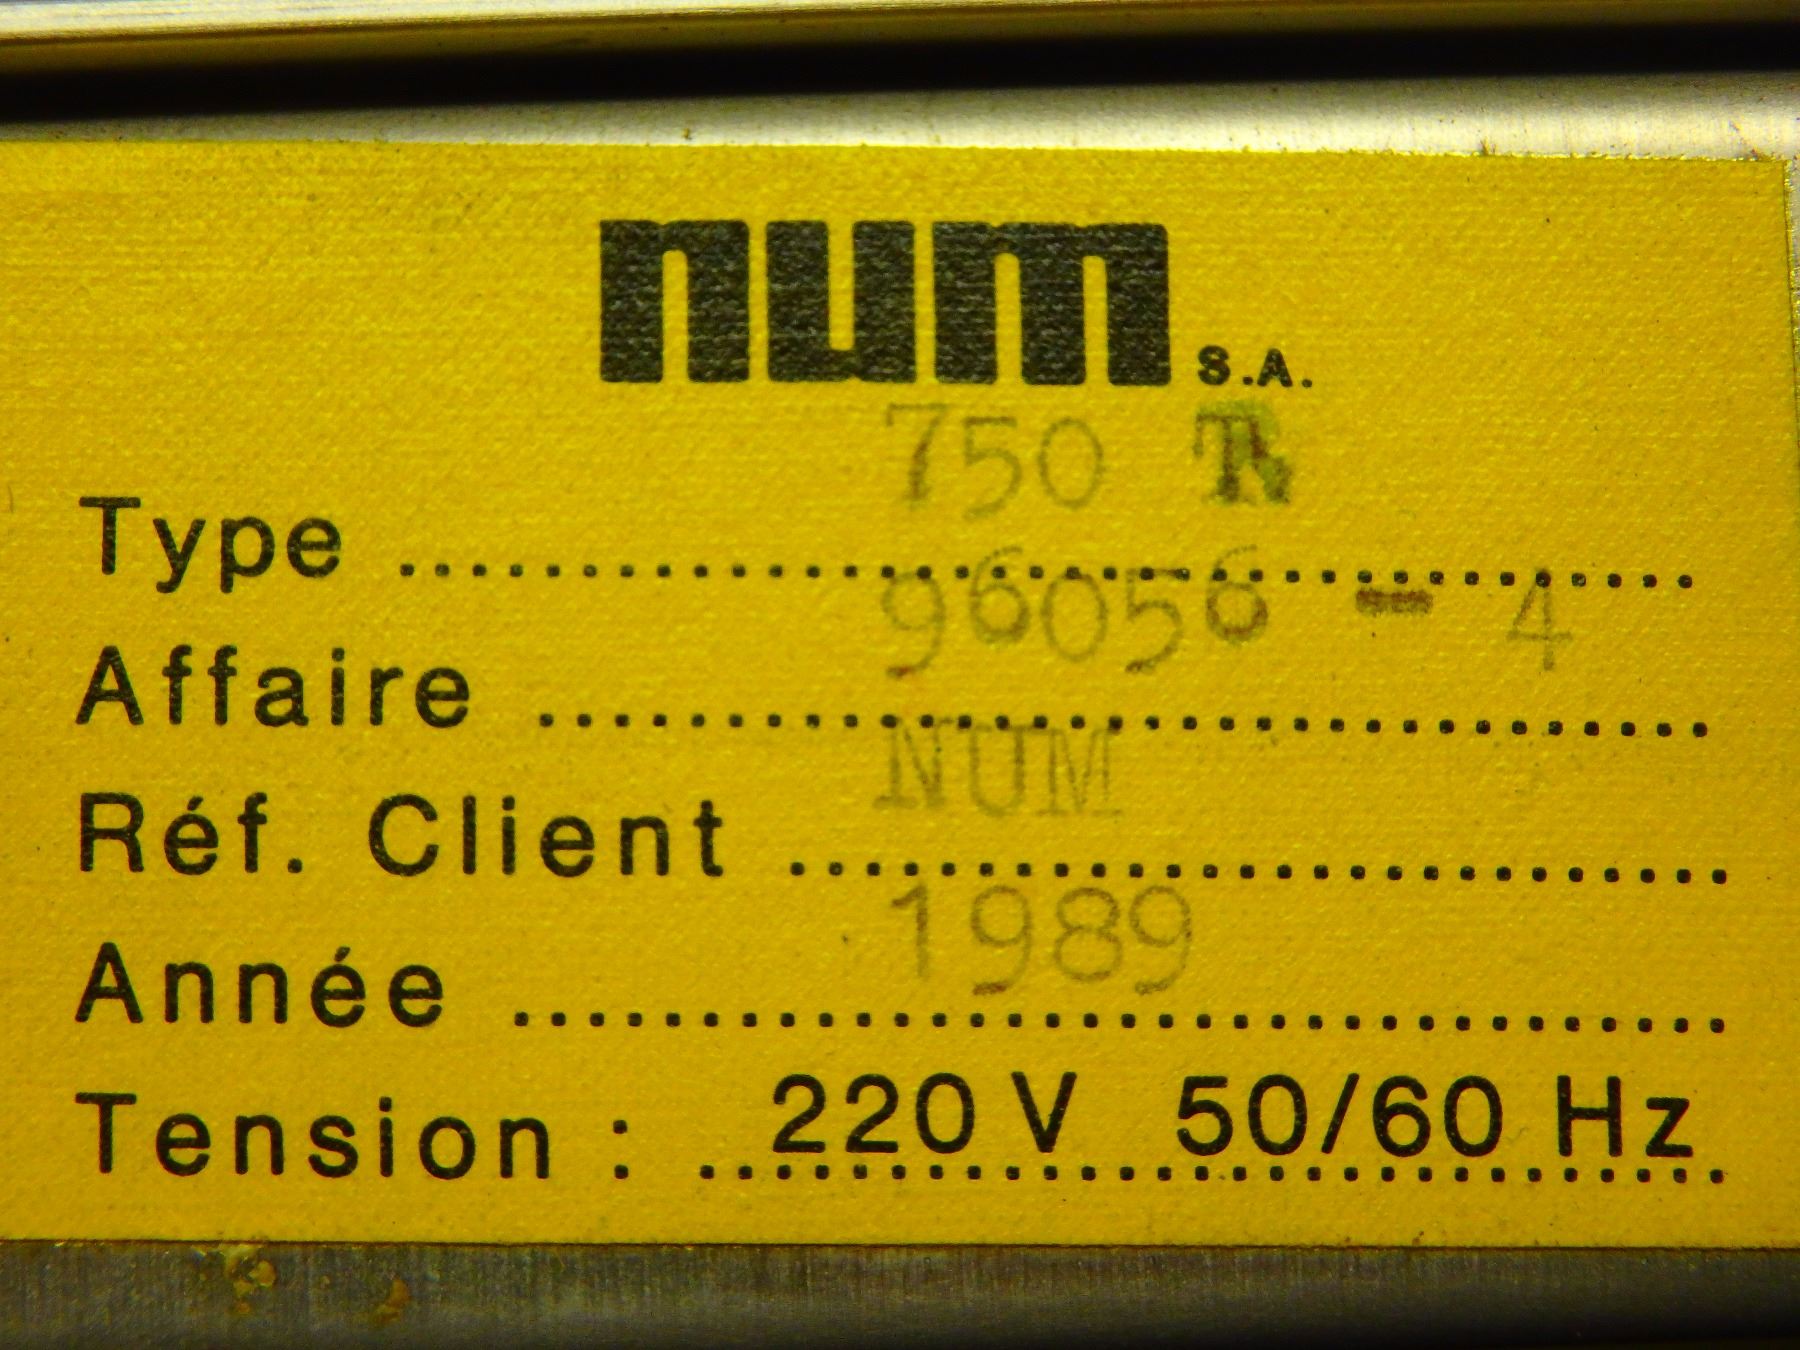 num S.A.
Type ........ 750
Affaire ........ 96056 - 4
Réf. Client ........ NUM
Année ........ 1989
Tension : ........ 220 V 50/60 Hz